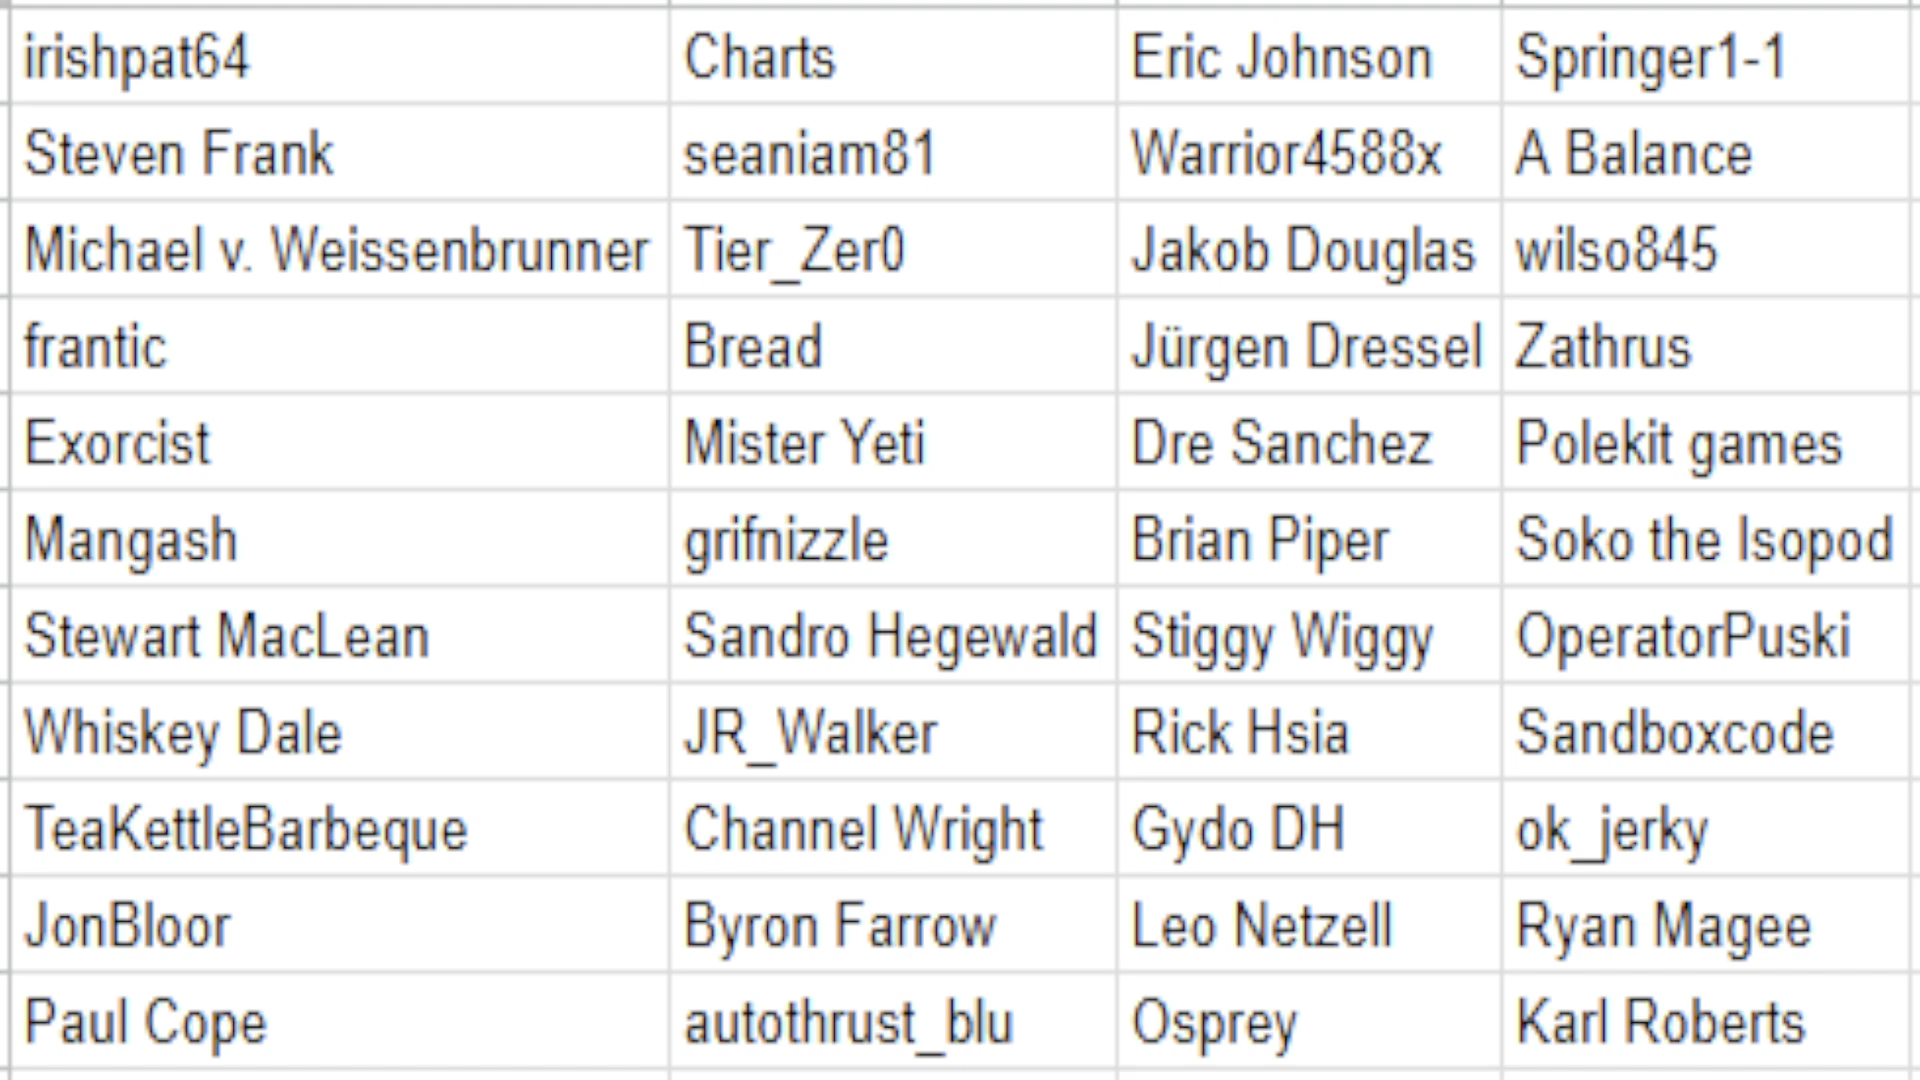 irishpat64 Charts Eric Johnson Springer1-1
Steven Frank seaniam81 Warrior4588x A Balance
Michael v. Weissenbrunner Tier_Zer0 Jakob Douglas wilso845
frantic Bread Jürgen Dressel Zathrus
Exorcist Mister Yeti Dre Sanchez Polekit games
Mangash grifnizzle Brian Piper Soko the Isopod
Stewart MacLean Sandro Hegewald Stiggy Wiggy OperatorPuski
Whiskey Dale JR_Walker Rick Hsia Sandboxcode
TeaKettleBarbeque Channel Wright Gydo DH ok_jerky
JonBloor Byron Farrow Leo Netzell Ryan Magee
Paul Cope autothrust_blu Osprey Karl Roberts